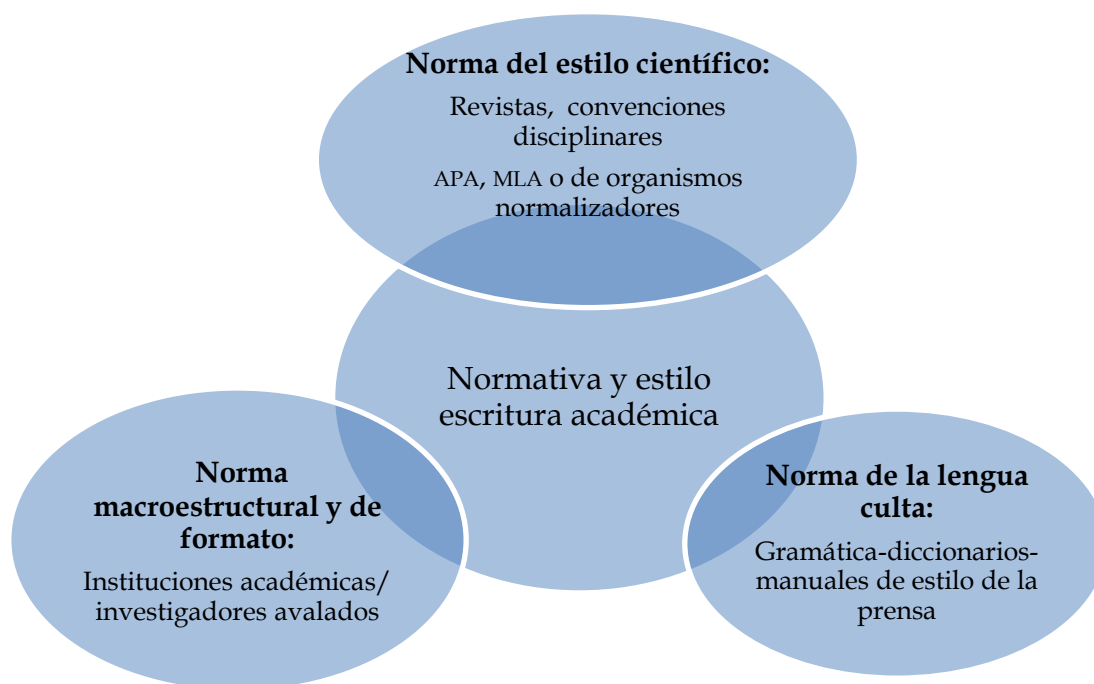 Norma del estilo científico:
Revistas, convenciones
disciplinares
APA, MLA o de organismos
normalizadores
Normativa y estilo
escritura académica
Norma
macroestructural y de
formato:
Instituciones académicas/
investigadores avalados
Norma de la lengua
culta:
Gramática-diccionarios-
manuales de estilo de la
prensa